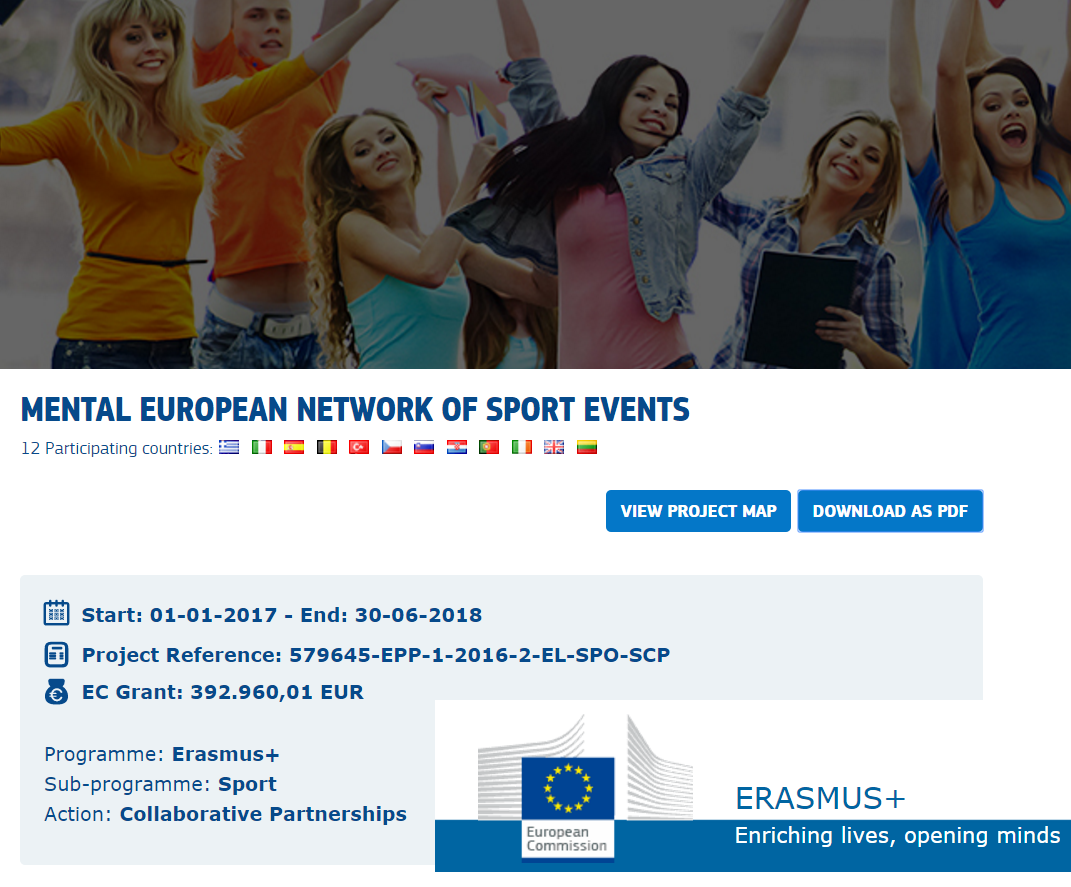 MENTAL EUROPEAN NETWORK OF SPORT EVENTS
12 Participating countries:
VIEW PROJECT MAP
DOWNLOAD AS PDF
Start: 01-01-2017 - End: 30-06-2018
Project Reference: 579645-EPP-1-2016-2-EL-SPO-SCP
EC Grant: 392.960,01 EUR
Programme: Erasmus+
Sub-programme: Sport
Action: Collaborative Partnerships
European
Commission
ERASMUS+
Enriching lives, opening minds